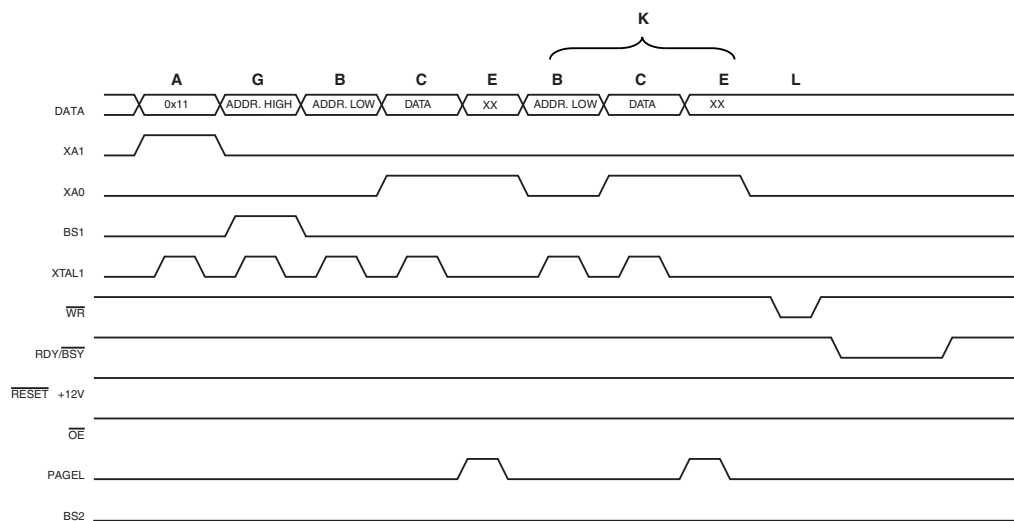 K
A G B C E B C E L
DATA 0x11 ADDR. HIGH ADDR. LOW DATA XX ADDR. LOW DATA XX
XA1
XA0
BS1
XTAL1
WR
RDY/BSY
RESET +12V
OE
PAGEL
BS2